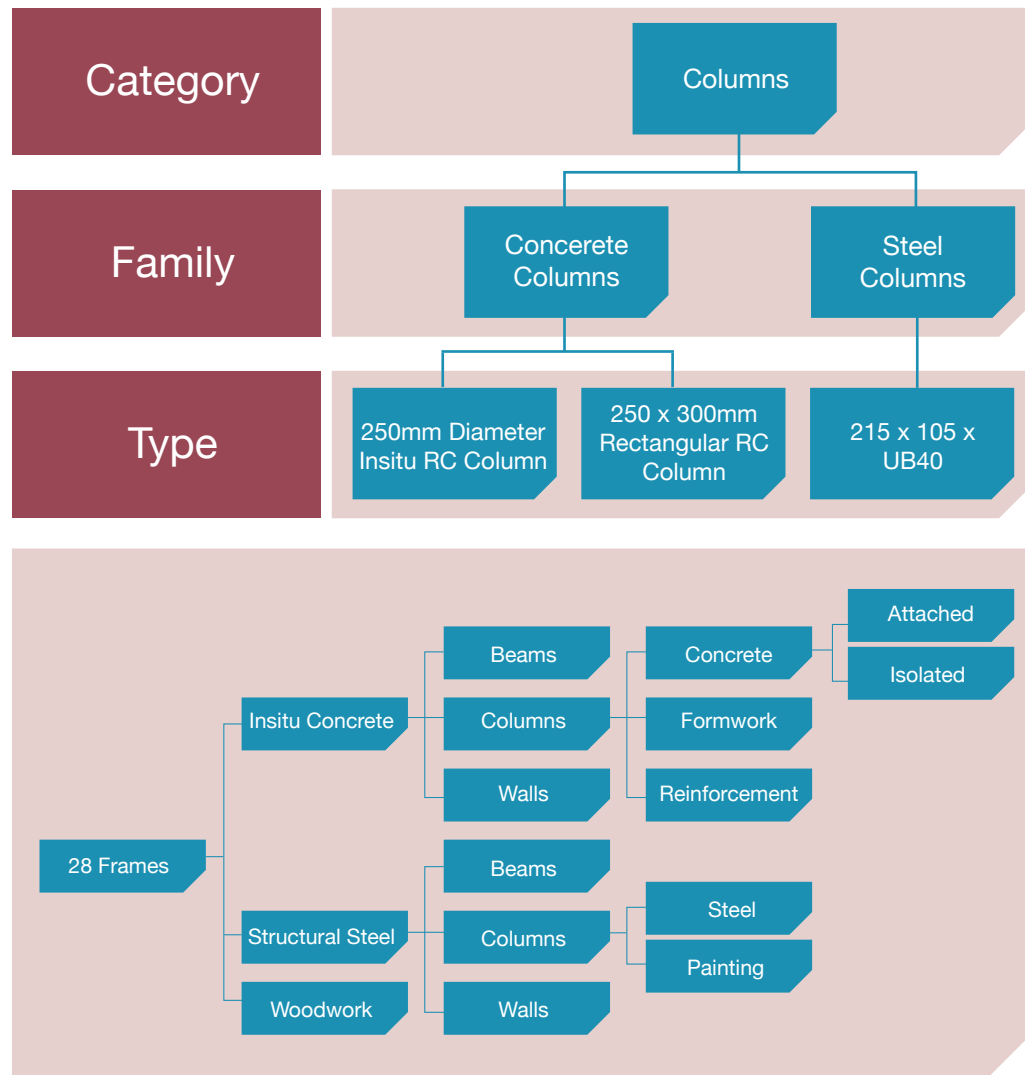 Category
Columns
Family
Concerete
Columns
Steel
Columns
Type
250mm Diameter
Insitu RC Column
250 x 300mm
Rectangular RC
Column
215 x 105 x
UB40
28 Frames
Insitu Concrete
Beams
Columns
Concrete
Attached
Isolated
Formwork
Reinforcement
Walls
Structural Steel
Beams
Columns
Steel
Painting
Walls
Woodwork